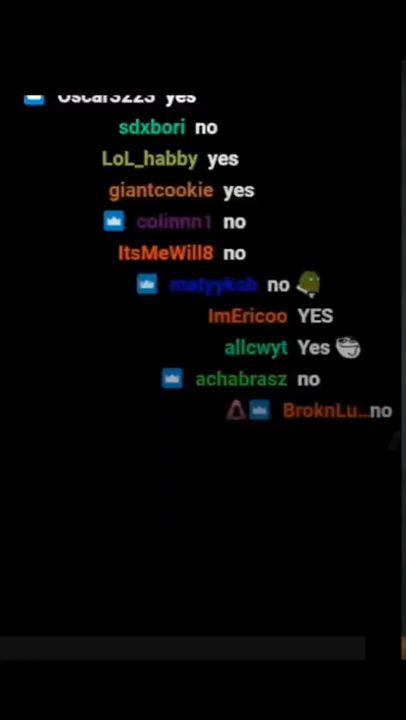 Oscar3223 yes
sdxbori no
LoL_habby yes
giantcookie yes
colinnn1 no
ItsMeWill8 no
matyykob no
ImEricoo YES
allcwyt Yes
achabrasz no
BroknLu...no